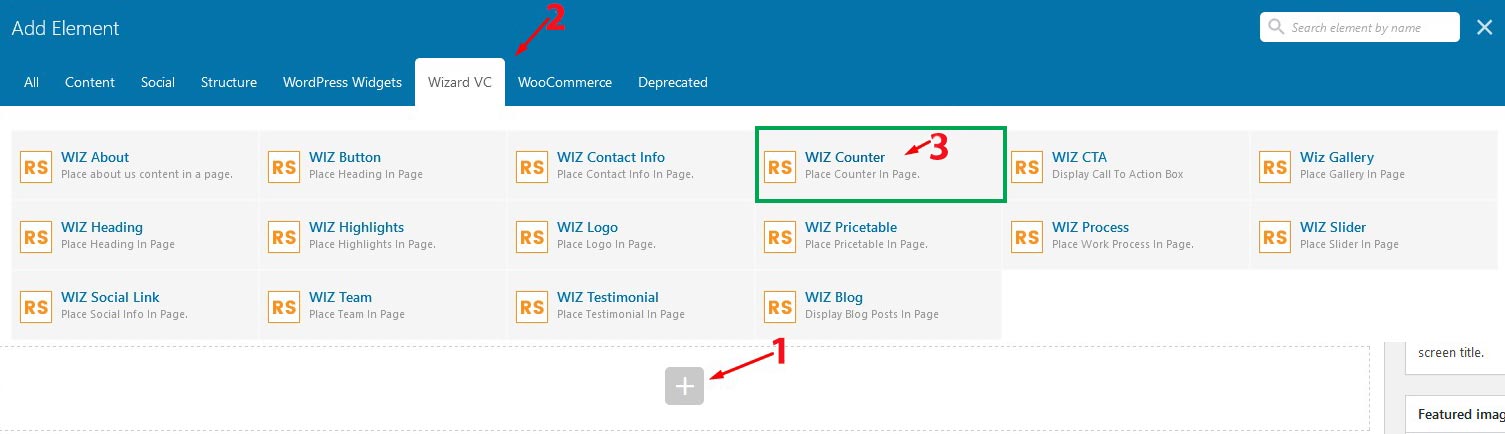 2
Add Element
Search element by name
All Content Social Structure WordPress Widgets Wizard VC WooCommerce Deprecated
3
RS WIZ About
Place about us content in a page.
RS WIZ Button
Place Heading In Page
RS WIZ Contact Info
Place Contact Info In Page.
RS WIZ Counter
Place Counter In Page.
RS WIZ CTA
Display Call To Action Box
RS Wiz Gallery
Place Gallery In Page
RS WIZ Heading
Place Heading In Page
RS WIZ Highlights
Place Highlights In Page.
RS WIZ Logo
Place Logo In Page.
RS WIZ Pricetable
Place Pricetable In Page.
RS WIZ Process
Place Work Process In Page.
RS WIZ Slider
Place Slider In Page
RS WIZ Social Link
Place Social Info In Page.
RS WIZ Team
Place Team In Page
RS WIZ Testimonial
Place Testimonial In Page
RS WIZ Blog
Display Blog Posts In Page
1
screen title.
Featured imag